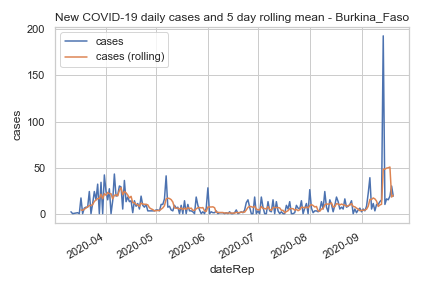 New COVID-19 daily cases and 5 day rolling mean - Burkina_Faso
200
150
100
50
0
cases
cases
cases (rolling)
2020-04
2020-05
2020-06
2020-07
2020-08
2020-09
dateRep